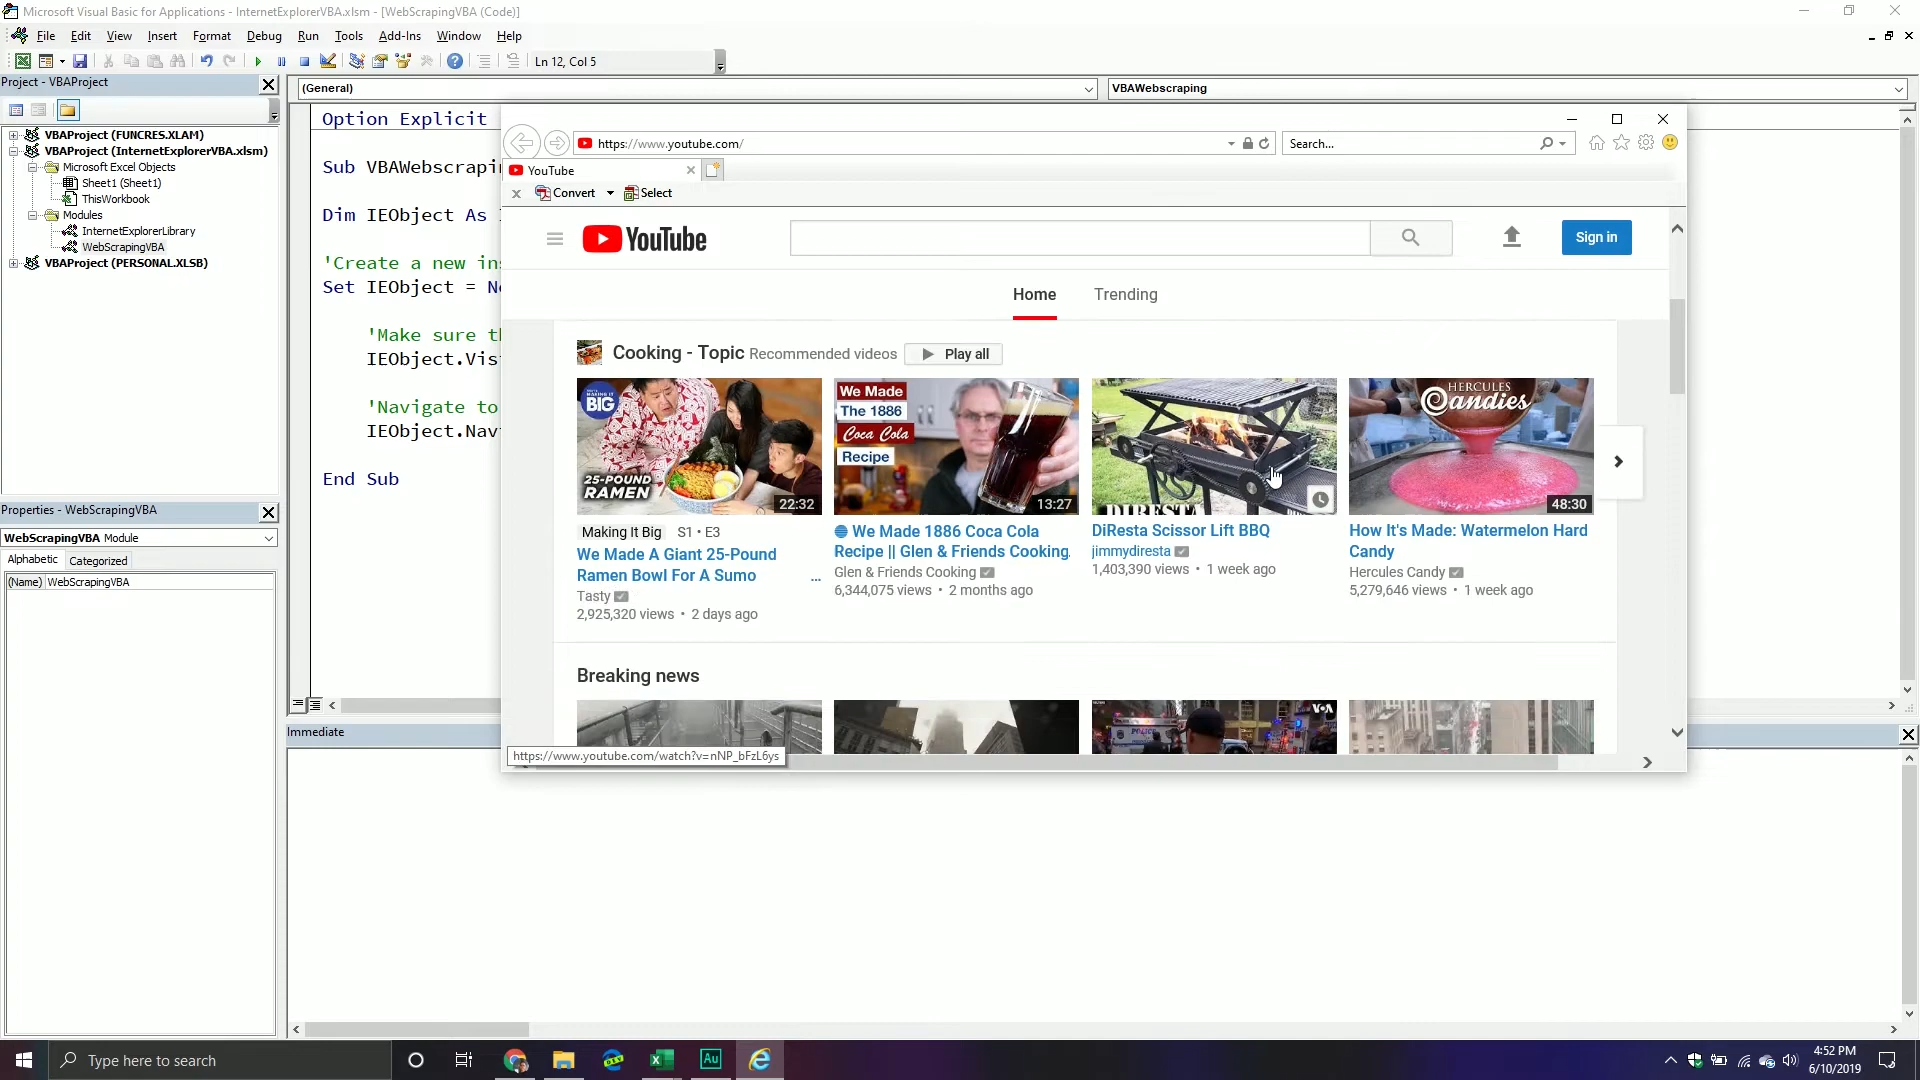 Microsoft Visual Basic for Applications - InternetExplorerVBA.xlsm - [WebScrapingVBA (Code)]
File Edit View Insert Format Debug Run Tools Add-Ins Window Help
Ln 12, Col 5
Project - VBAProject
(General)
VBAWebscraping
VBAProject (FUNCRES.XLAM)
VBAProject (InternetExplorerVBA.xlsm)
Microsoft Excel Objects
Sheet1 (Sheet1)
ThisWorkbook
Modules
InternetExplorerLibrary
WebScrapingVBA
VBAProject (PERSONAL.XLSB)
Properties - WebScrapingVBA
WebScrapingVBA Module
Alphabetic Categorized
(Name) WebScrapingVBA
Option Explicit
Sub VBAWebscrapin
Dim IEObject As
'Create a new ins
Set IEObject = Ne
'Make sure th
IEObject.Vis
'Navigate to
IEObject.Nav
End Sub
Immediate
https://www.youtube.com/
Search...
YouTube
x Convert Select
YouTube
Sign in
Home Trending
Cooking - Topic Recommended videos Play all
MAKING IT
BIG
25-POUND
RAMEN
22:32
Making It Big S1 • E3
We Made A Giant 25-Pound
Ramen Bowl For A Sumo ...
Tasty
2,925,320 views • 2 days ago
We Made
The 1886
Coca Cola
Recipe
13:27
We Made 1886 Coca Cola
Recipe || Glen & Friends Cooking
Glen & Friends Cooking
6,344,075 views • 2 months ago
DIRESTA
DiResta Scissor Lift BBQ
jimmydiresta
1,403,390 views • 1 week ago
HERCULES
Candies
48:30
How It's Made: Watermelon Hard
Candy
Hercules Candy
5,279,646 views • 1 week ago
Breaking news
VOA
https://www.youtube.com/watch?v=nNP_bFzL6ys
Type here to search
Au
4:52 PM
6/10/2019